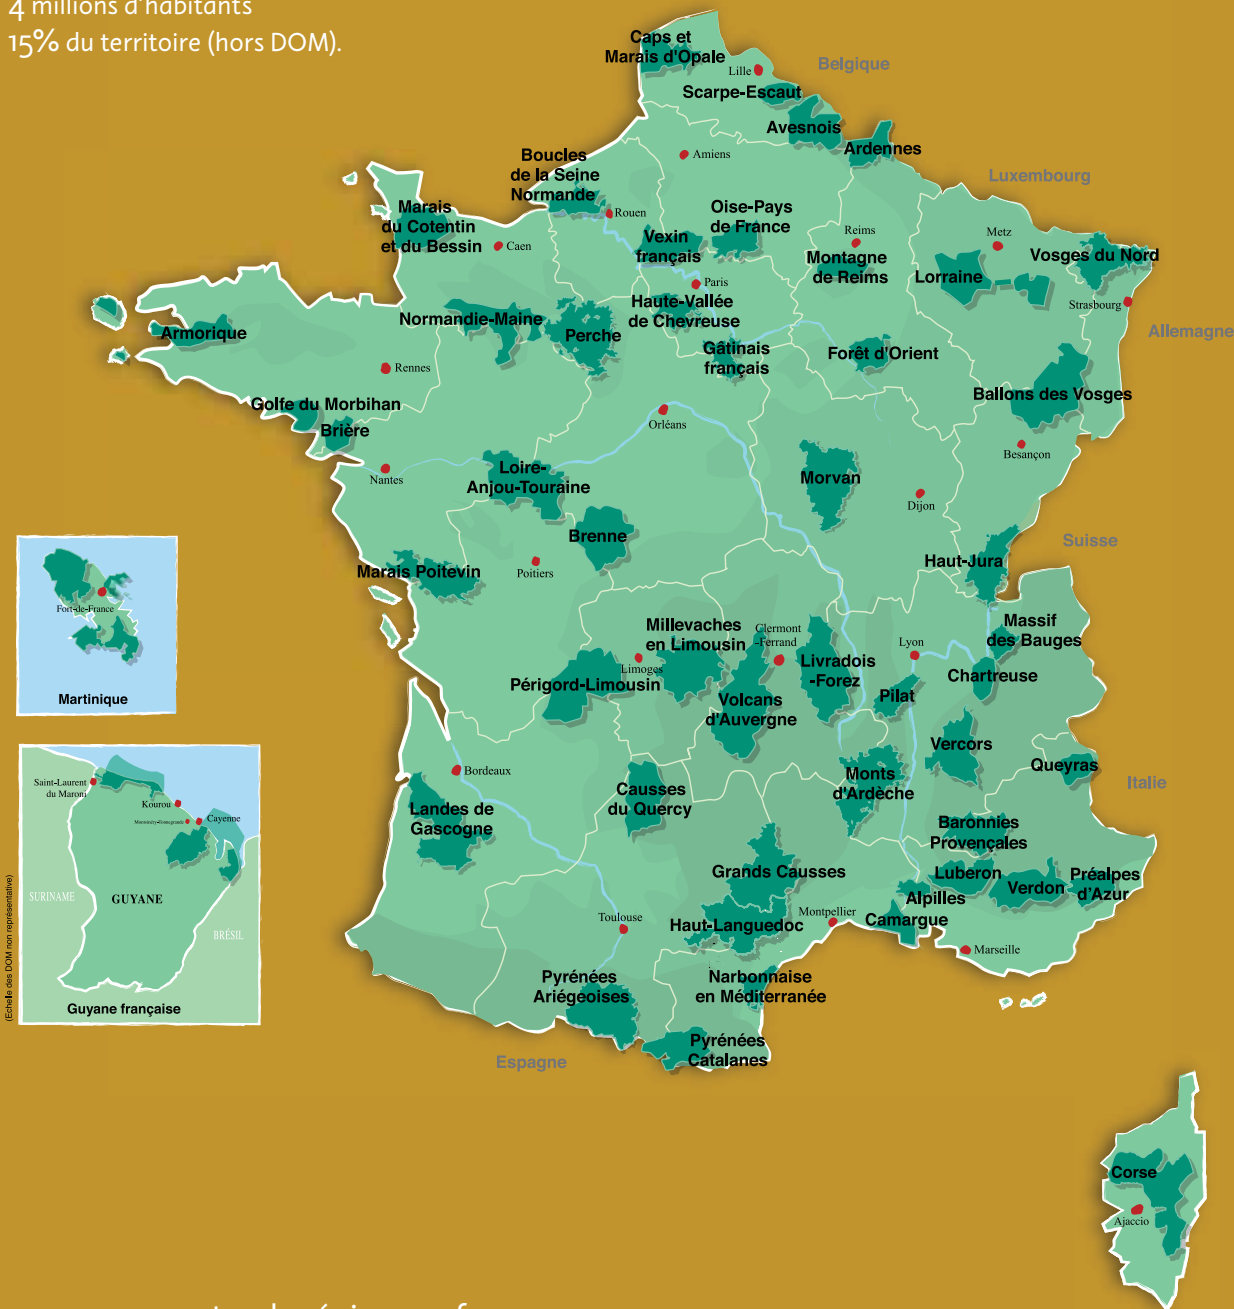 4 millions d'habitants
15% du territoire (hors DOM).
Caps et
Marais d'Opale
Lille
Belgique
Scarpe-Escaut
Avesnois
Ardennes
Amiens
Boucles
de la Seine
Normande
Rouen
Luxembourg
Marais
du Cotentin
et du Bessin
Caen
Oise-Pays
de France
Vexin
français
Reims
Montagne
de Reims
Metz
Lorraine
Vosges du Nord
Strasbourg
Paris
Haute-Vallée
de Chevreuse
Allemagne
Armorique
Normandie-Maine
Perche
Gâtinais
français
Forêt d'Orient
Rennes
Ballons des Vosges
Golfe du Morbihan
Brière
Orléans
Besançon
Nantes
Loire-
Anjou-Touraine
Morvan
Dijon
Brenne
Suisse
Haut-Jura
Marais Poitevin
Poitiers
Fort-de-France
Martinique
Millevaches
en Limousin
Clermont
-Ferrand
Limoges
Périgord-Limousin
Volcans
d'Auvergne
Livradois
-Forez
Lyon
Massif
des Bauges
Chartreuse
Pilat
Vercors
Queyras
Italie
Bordeaux
Landes de
Gascogne
Causses
du Quercy
Monts
d'Ardèche
Baronnies
Provençales
Saint-Laurent
du Maroni
Kourou
Cayenne
SURINAME
GUYANE
BRÉSIL
Guyane française
(Echelle des DOM non représentative)
Grands Causses
Luberon
Verdon
Préalpes
d'Azur
Alpilles
Camargue
Toulouse
Haut-Languedoc
Montpellier
Marseille
Pyrénées
Ariégeoises
Narbonnaise
en Méditerranée
Pyrénées
Catalanes
Espagne
Corse
Ajaccio